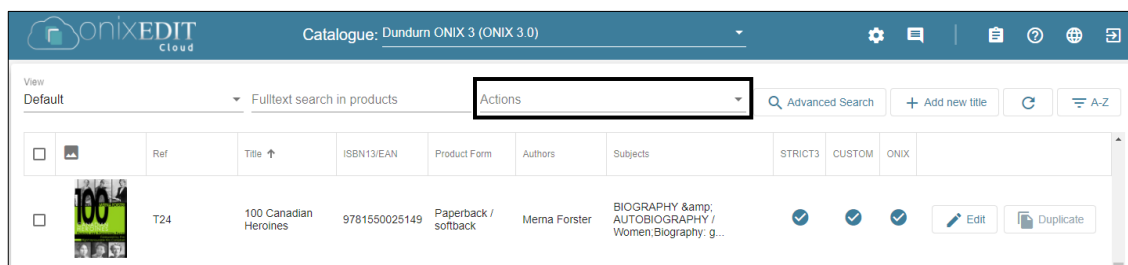 onixEDIT
Cloud
Catalogue: Dundurn ONIX 3 (ONIX 3.0)
View
Default
Fulltext search in products
Actions
Advanced Search
Add new title
A-Z
Ref
Title
ISBN13/EAN
Product Form
Authors
Subjects
STRICT3
CUSTOM
ONIX
100
T24
100 Canadian
Heroines
9781550025149
Paperback /
softback
Merna Forster
BIOGRAPHY &amp;
AUTOBIOGRAPHY /
Women;Biography: g...
Edit
Duplicate